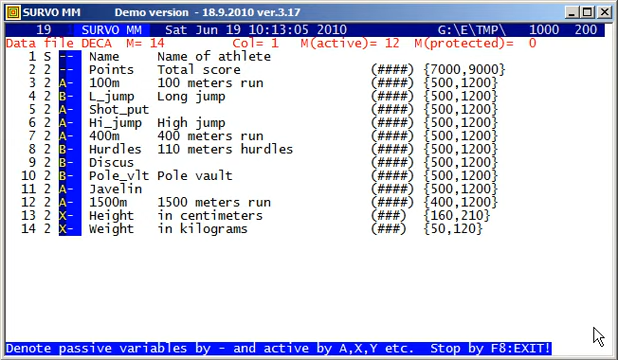 SURVO MM Demo version - 18.9.2010 ver.3.17
19 SURVO MM Sat Jun 19 10:13:05 2010 G:\E\TMP\ 1000 200
Data file DECA M= 14 Col= 1 M(active)= 12 M(protected)= 0
1 S -- Name Name of athlete
2 2 -- Points Total score (####) {7000,9000}
3 2 A- 100m 100 meters run (####) {500,1200}
4 2 B- L_jump Long jump (####) {500,1200}
5 2 A- Shot_put (####) {500,1200}
6 2 A- Hi_jump High jump (####) {500,1200}
7 2 A- 400m 400 meters run (####) {500,1200}
8 2 B- Hurdles 110 meters hurdles (####) {500,1200}
9 2 B- Discus (####) {500,1200}
10 2 B- Pole_vlt Pole vault (####) {500,1200}
11 2 A- Javelin (####) {500,1200}
12 2 A- 1500m 1500 meters run (####) {400,1200}
13 2 X- Height in centimeters (###) {160,210}
14 2 X- Weight in kilograms (###) {50,120}
Denote passive variables by - and active by A,X,Y etc. Stop by F8:EXIT!